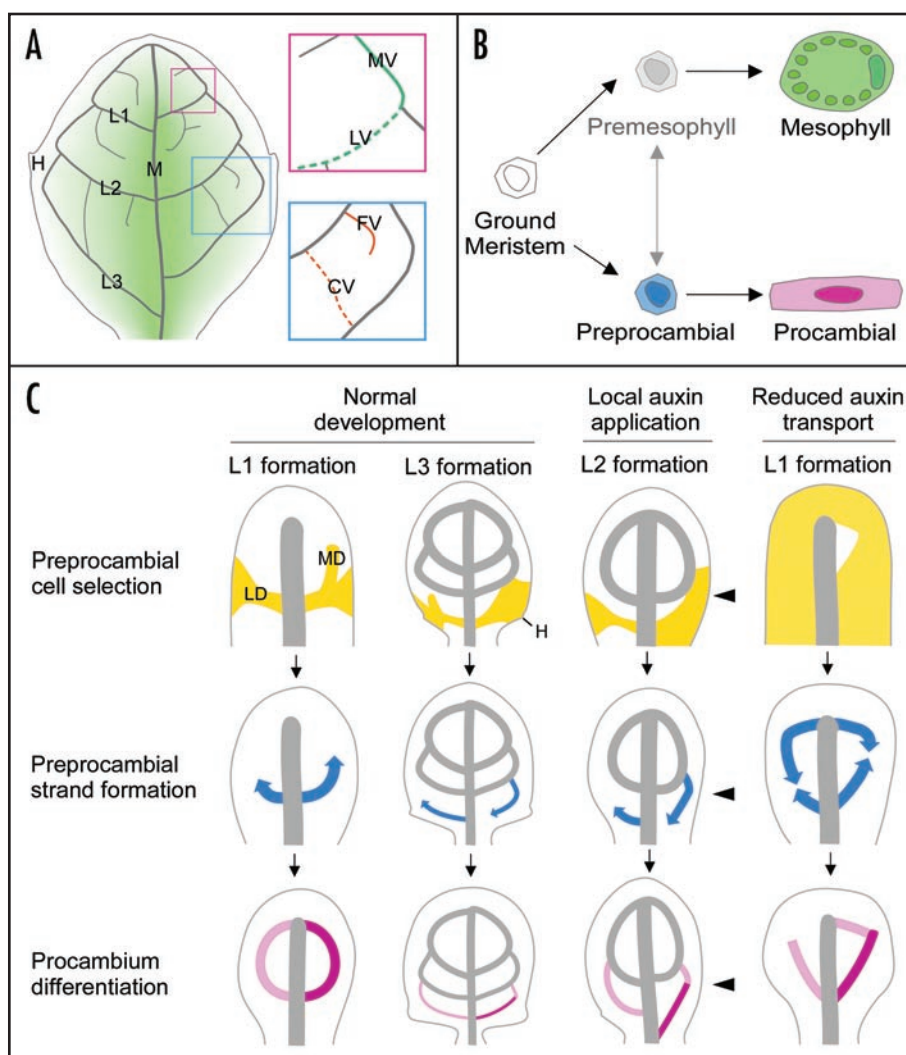 A
MV
L1
LV
H
M
L2
FV
L3
CV
B
Premesophyll
Mesophyll
Ground
Meristem
Preprocambial
Procambial
C
Normal
development
Local auxin
application
Reduced auxin
transport
L1 formation
L3 formation
L2 formation
L1 formation
Preprocambial
cell selection
MD
LD
H
Preprocambial
strand formation
Procambium
differentiation